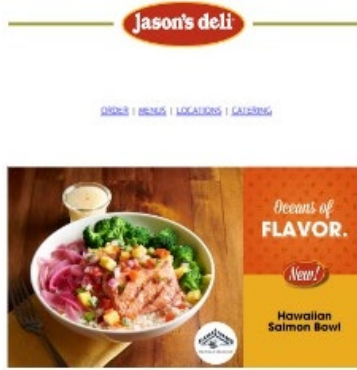 Jason's deli
ORDER | MENUS | LOCATIONS | CATERING
Oceans of
FLAVOR.
New!
Hawaiian
Salmon Bowl